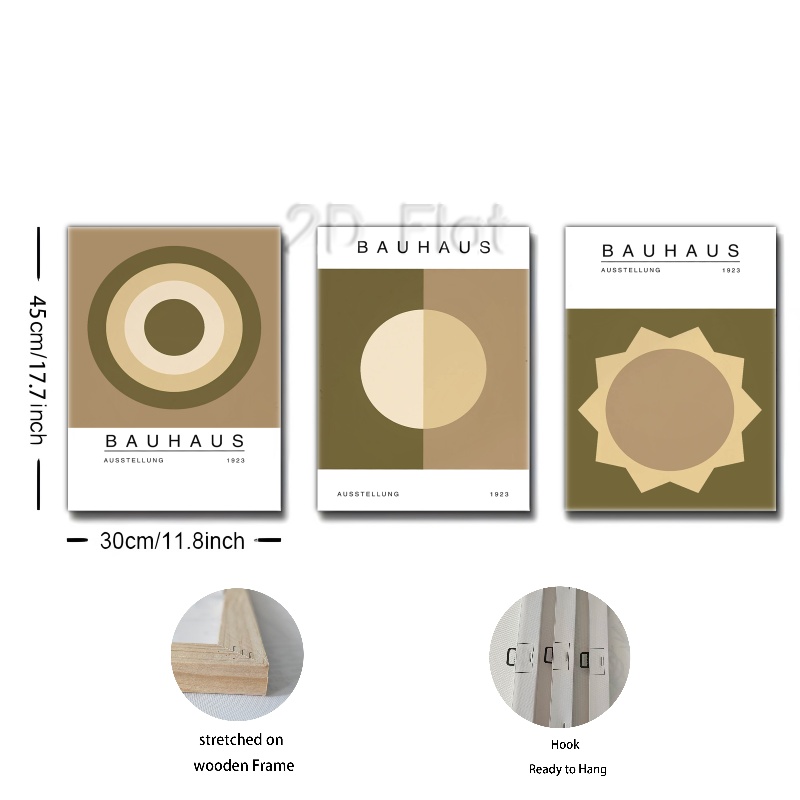 2D Flat
BAUHAUS
BAUHAUS
AUSSTELLUNG 1923
45cm/17.7inch
BAUHAUS
AUSSTELLUNG 1923
AUSSTELLUNG 1923
30cm/11.8inch
stretched on
wooden Frame
Hook
Ready to Hang